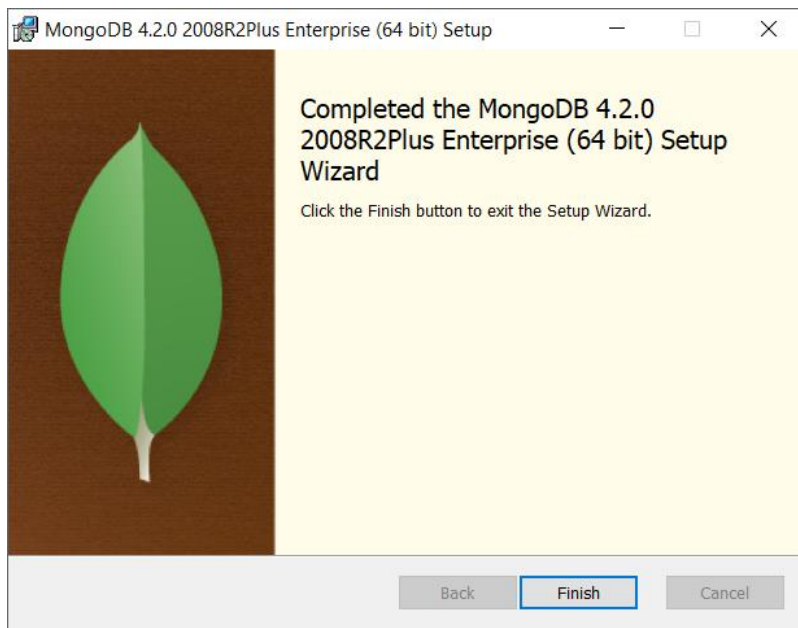 MongoDB 4.2.0 2008R2Plus Enterprise (64 bit) Setup
Completed the MongoDB 4.2.0
2008R2Plus Enterprise (64 bit) Setup
Wizard
Click the Finish button to exit the Setup Wizard.
Back Finish Cancel